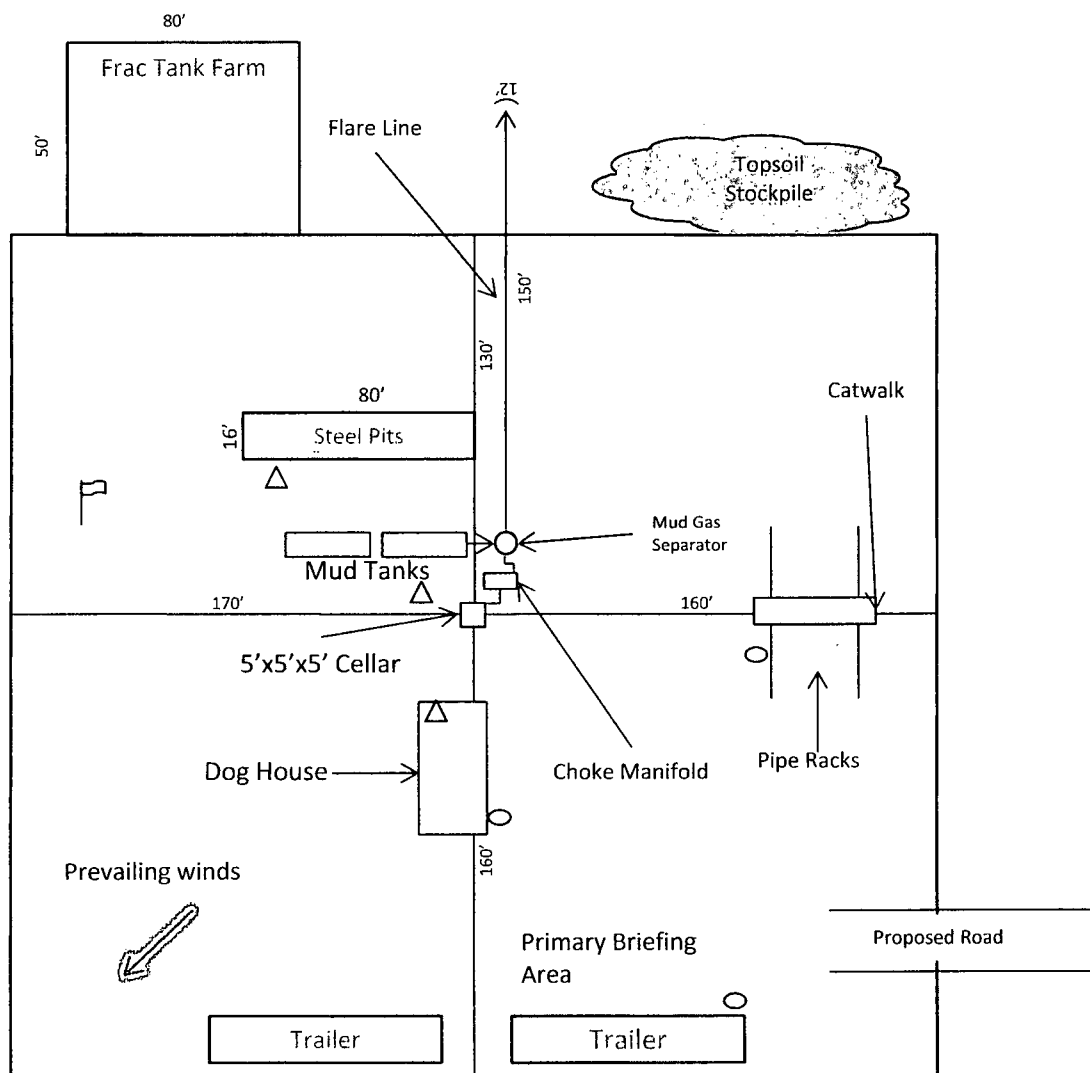 80'
Frac Tank Farm
50'
(12'
Flare Line
Topsoil
Stockpile
150'
130'
Catwalk
80'
16'
Steel Pits
Mud Gas
Separator
Mud Tanks
170'
160'
5'x5'x5' Cellar
Dog House
Choke Manifold
Pipe Racks
160'
Prevailing winds
Primary Briefing
Area
Proposed Road
Trailer
Trailer